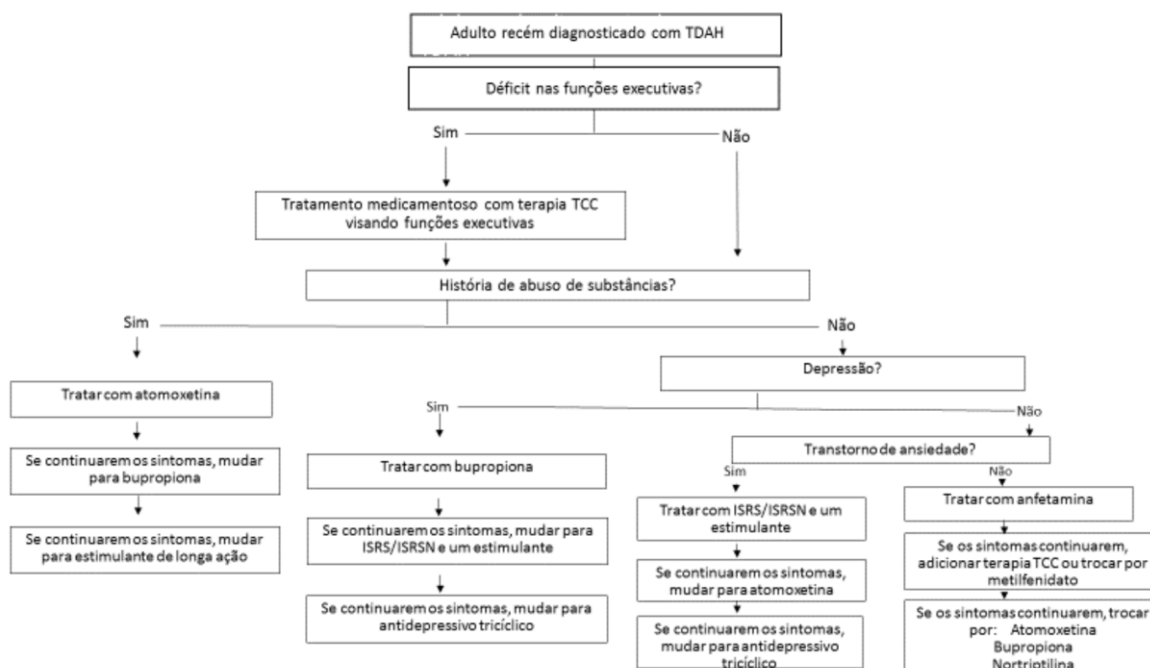 Adulto recém diagnosticado com TDAH
Déficit nas funções executivas?
Sim
Não
Tratamento medicamentoso com terapia TCC
visando funções executivas
História de abuso de substâncias?
Sim
Não
Depressão?
Tratar com atomoxetina
Sim
Não
Transtorno de ansiedade?
Se continuarem os sintomas, mudar
para bupropiona
Tratar com bupropiona
Sim
Não
Tratar com ISRS/ISRSN e um
estimulante
Tratar com anfetamina
Se continuarem os sintomas, mudar
para estimulante de longa ação
Se continuarem os sintomas, mudar para
ISRS/ISRSN e um estimulante
Se continuarem os sintomas,
mudar para atomoxetina
Se os sintomas continuarem,
adicionar terapia TCC ou trocar por
metilfenidato
Se continuarem os sintomas, mudar para
antidepressivo tricíclico
Se continuarem os sintomas,
mudar para antidepressivo
tricíclico
Se os sintomas continuarem, trocar
por: Atomoxetina
Bupropiona
Nortriptilina